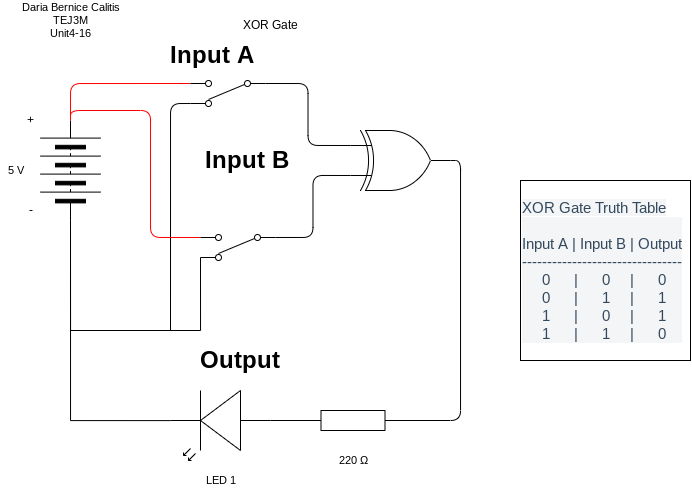 Daria Bernice Calitis
TEJ3M
Unit4-16
XOR Gate
Input A
+
5 V
-
Input B
XOR Gate Truth Table
Input A | Input B | Output
-----------------------------
0 | 0 | 0
0 | 1 | 1
1 | 0 | 1
1 | 1 | 0
Output
220 Ω
LED 1